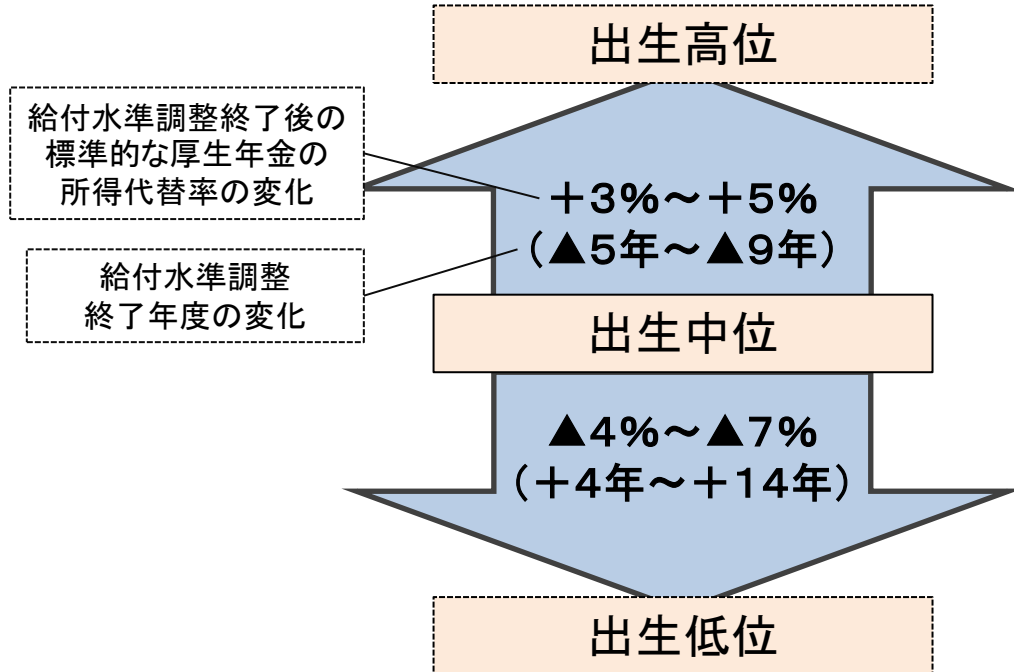 出生高位
給付水準調整終了後の
標準的な厚生年金の
所得代替率の変化
＋3％～＋5％
（▲5年～▲9年）
給付水準調整
終了年度の変化
出生中位
▲4％～▲7％
（＋4年～＋14年）
出生低位